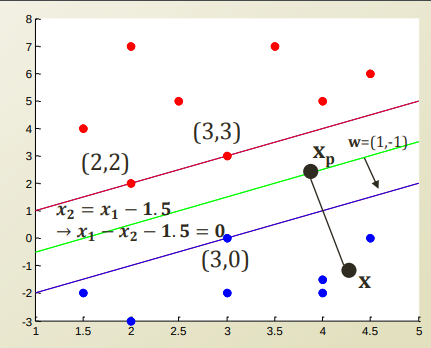 8
7
6
5
4
3
2
1
0
-1
-2
-3
(3,3)
(2,2)
x_p
w=(1,-1)
x₂ = x₁ − 1.5
→ x₁ − x₂ − 1.5 = 0
(3,0)
x
1 1.5 2 2.5 3 3.5 4 4.5 5